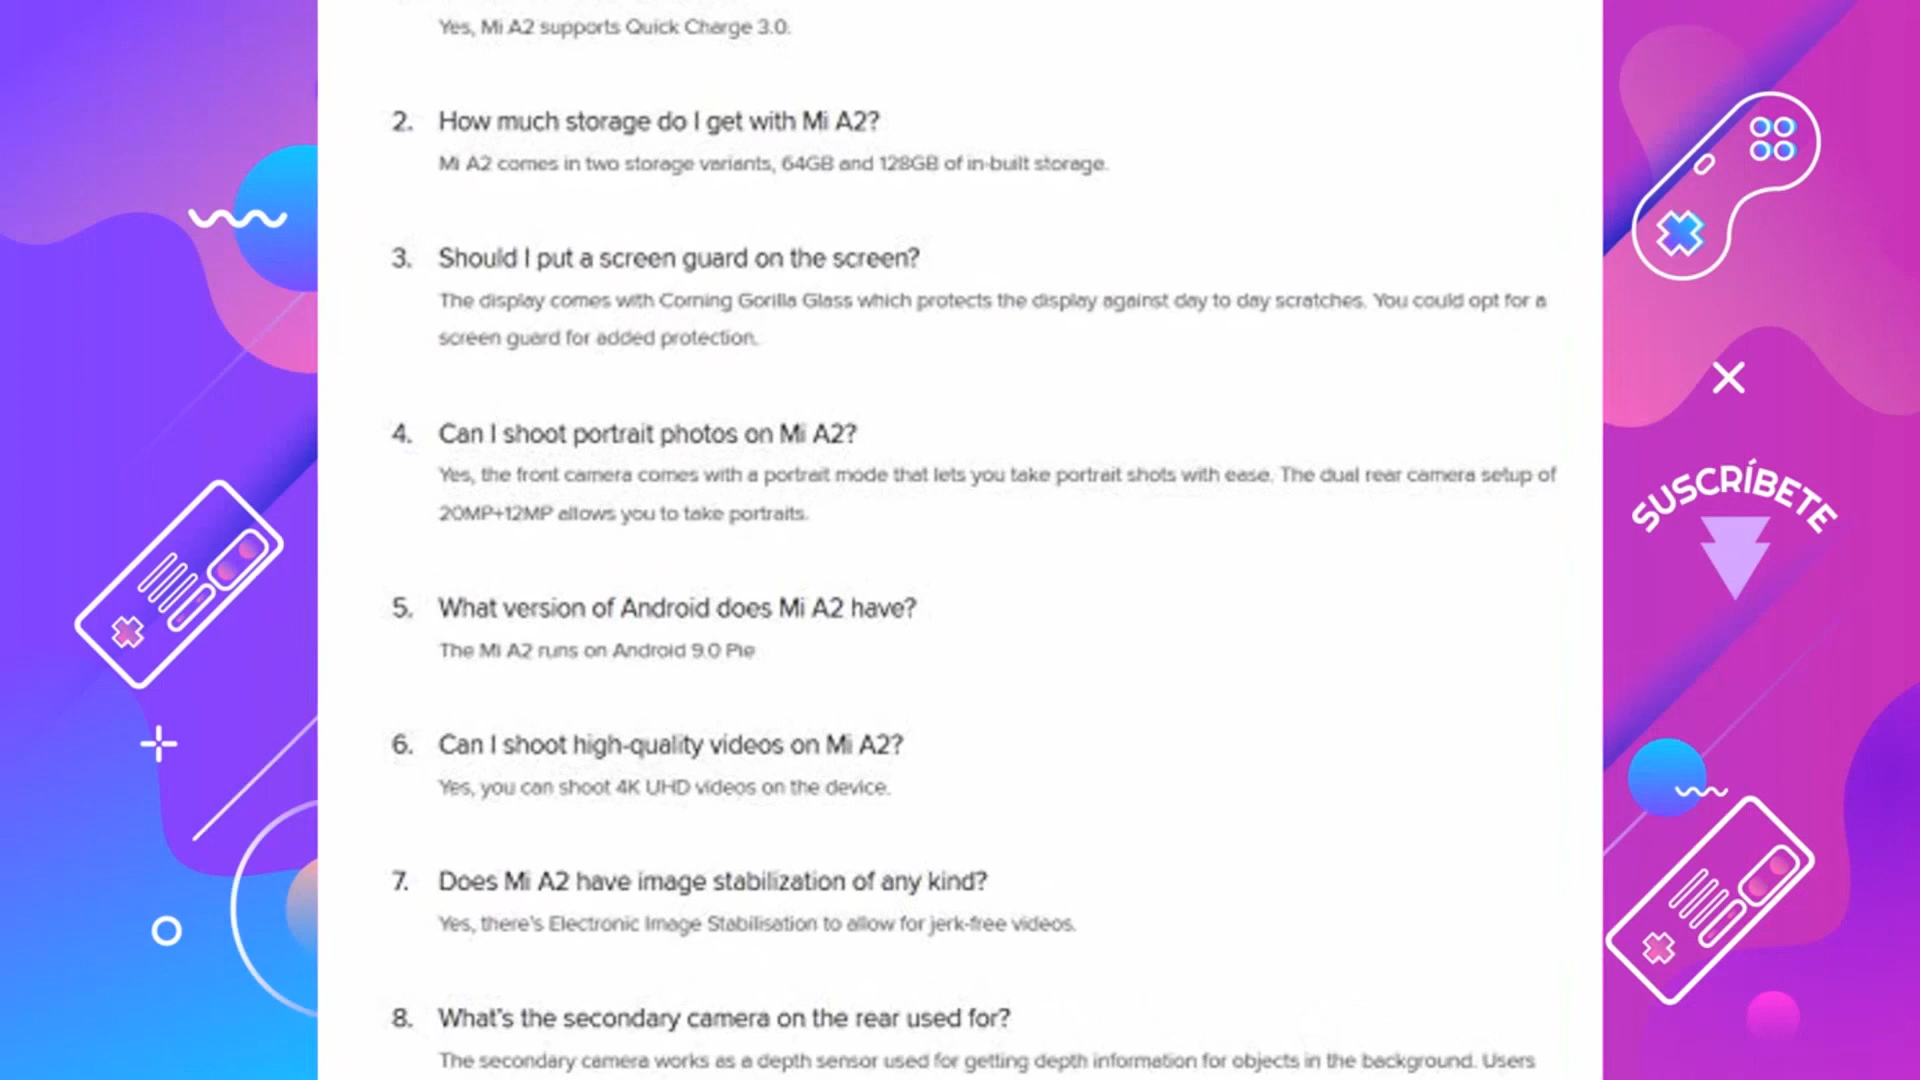 Yes, Mi A2 supports Quick Charge 3.0.
2. How much storage do I get with Mi A2?
Mi A2 comes in two storage variants, 64GB and 128GB of in-built storage.
3. Should I put a screen guard on the screen?
The display comes with Corning Gorilla Glass which protects the display against day to day scratches. You could opt for a
screen guard for added protection.
4. Can I shoot portrait photos on Mi A2?
Yes, the front camera comes with a portrait mode that lets you take portrait shots with ease. The dual rear camera setup of
20MP+12MP allows you to take portraits.
5. What version of Android does Mi A2 have?
The Mi A2 runs on Android 9.0 Pie
6. Can I shoot high-quality videos on Mi A2?
Yes, you can shoot 4K UHD videos on the device.
7. Does Mi A2 have image stabilization of any kind?
Yes, there's Electronic Image Stabilisation to allow for jerk-free videos.
8. What's the secondary camera on the rear used for?
The secondary camera works as a depth sensor used for getting depth information for objects in the background. Users
SUSCRÍBETE